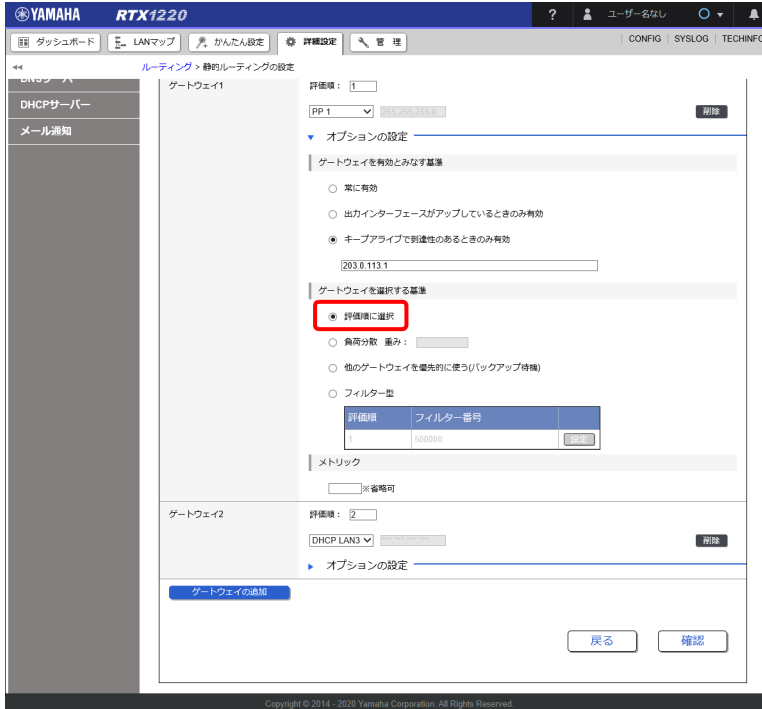 YAMAHA RTX1220 ? ユーザー名なし
ダッシュボード LANマップ かんたん設定 詳細設定 管理 CONFIG SYSLOG TECHINFO
ルーティング > 静的ルーティングの設定
DNSサーバー
DHCPサーバー
メール通知
ゲートウェイ1 評価順： 1
PP 1 255.255.255.0 削除
オプションの設定
ゲートウェイを有効とみなす基準
常に有効
出力インターフェースがアップしているときのみ有効
キープアライブで到達性のあるときのみ有効
203.0.113.1
ゲートウェイを選択する基準
評価順に選択
負荷分散 重み：
他のゲートウェイを優先的に使う(バックアップ待機)
フィルター型
評価順 フィルター番号
1 500000 設定
メトリック
※省略可
ゲートウェイ2 評価順： 2
DHCP LAN3 *** *** *** *** 削除
オプションの設定
ゲートウェイの追加
戻る 確認
Copyright © 2014 - 2020 Yamaha Corporation. All Rights Reserved.